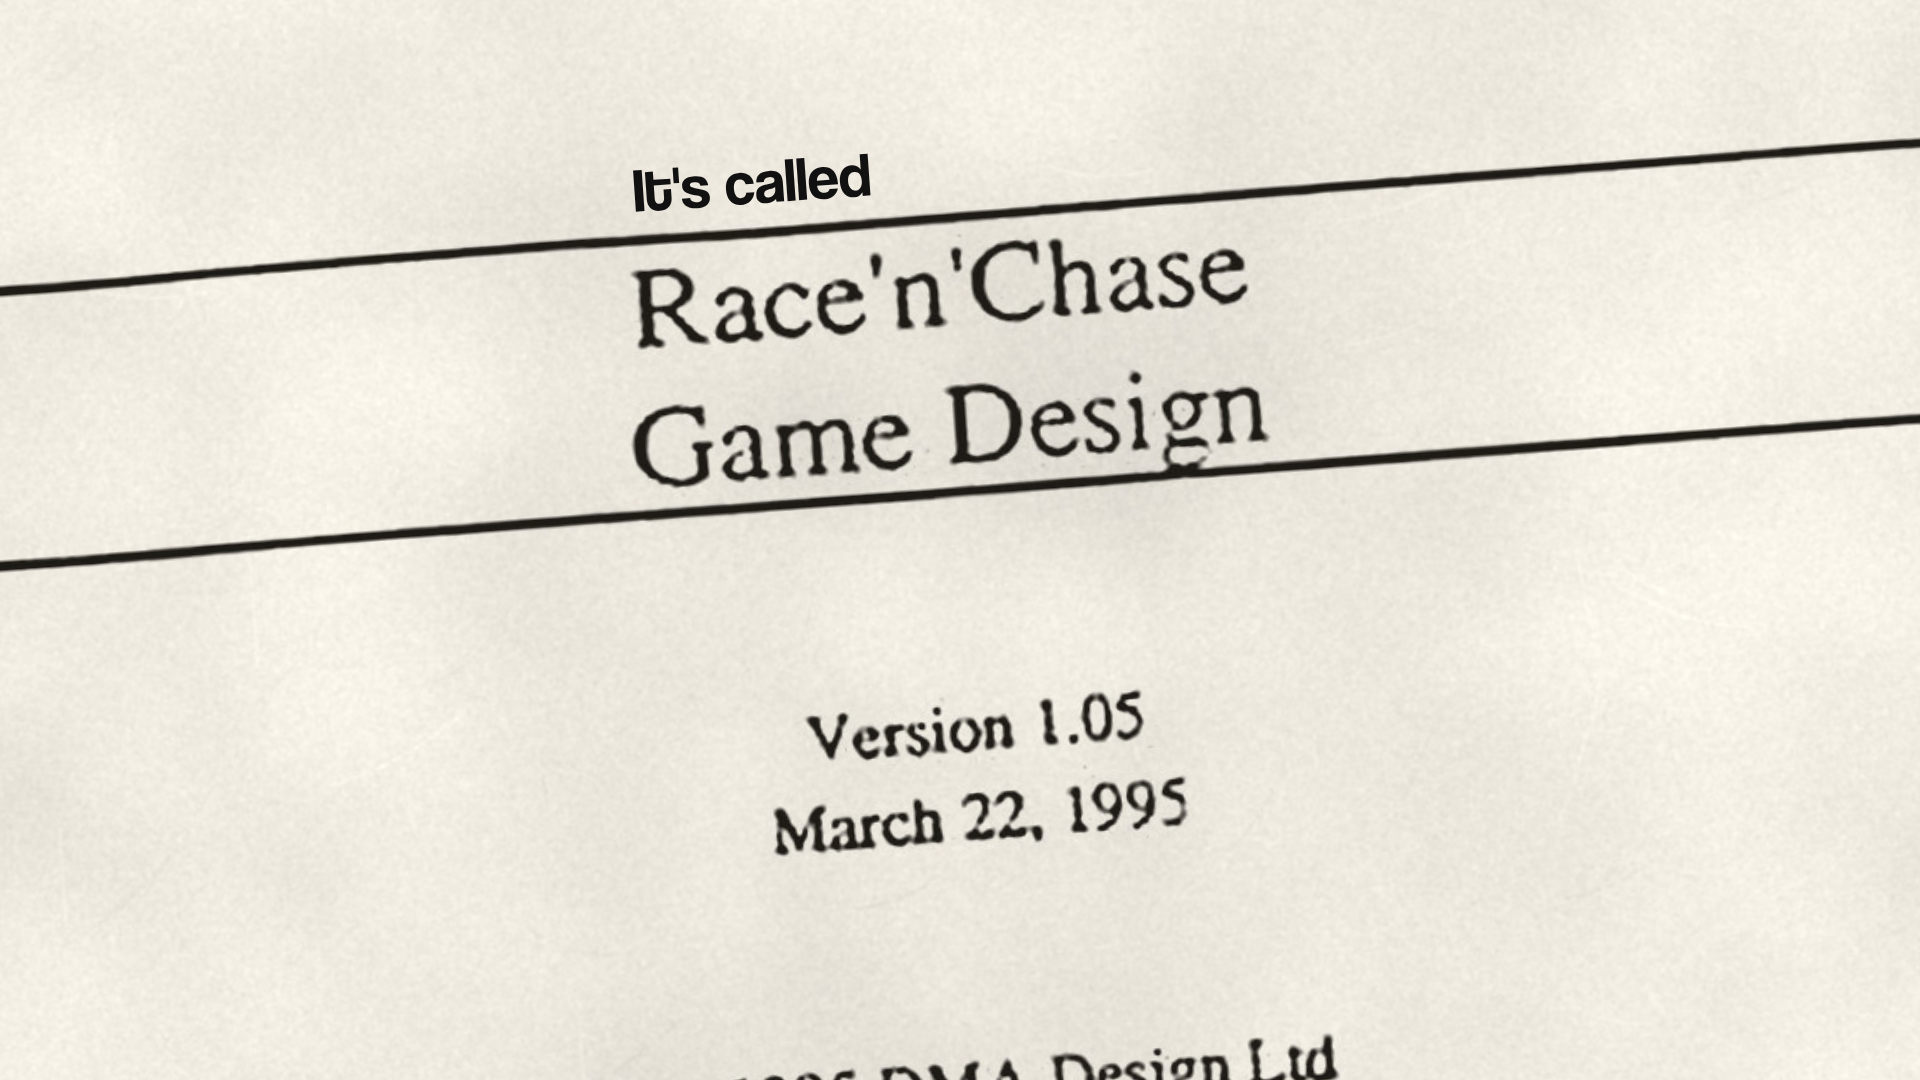 It's called
Race'n'Chase
Game Design
Version 1.05
March 22, 1995
DMA Design Ltd